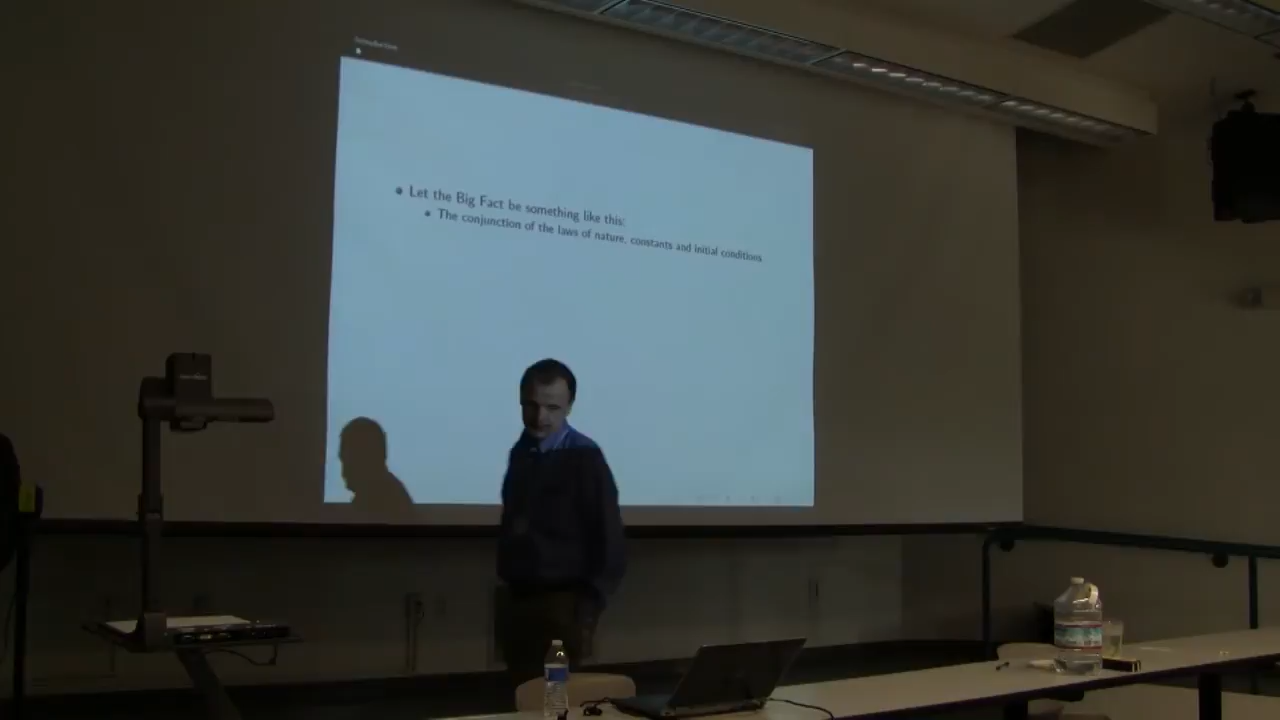 Introduction
Let the Big Fact be something like this:
The conjunction of the laws of nature, constants and initial conditions